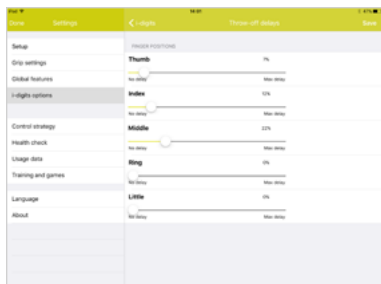 iPad
14:01
Done
Settings
i-digits
Throw-off delays
Save
Setup
Grip settings
Global features
i-digits options
Control strategy
Health check
Usage data
Training and games
Language
About
FINGER POSITIONS
Thumb
7%
No delay
Max delay
Index
12%
No delay
Max delay
Middle
22%
No delay
Max delay
Ring
0%
No delay
Max delay
Little
0%
No delay
Max delay